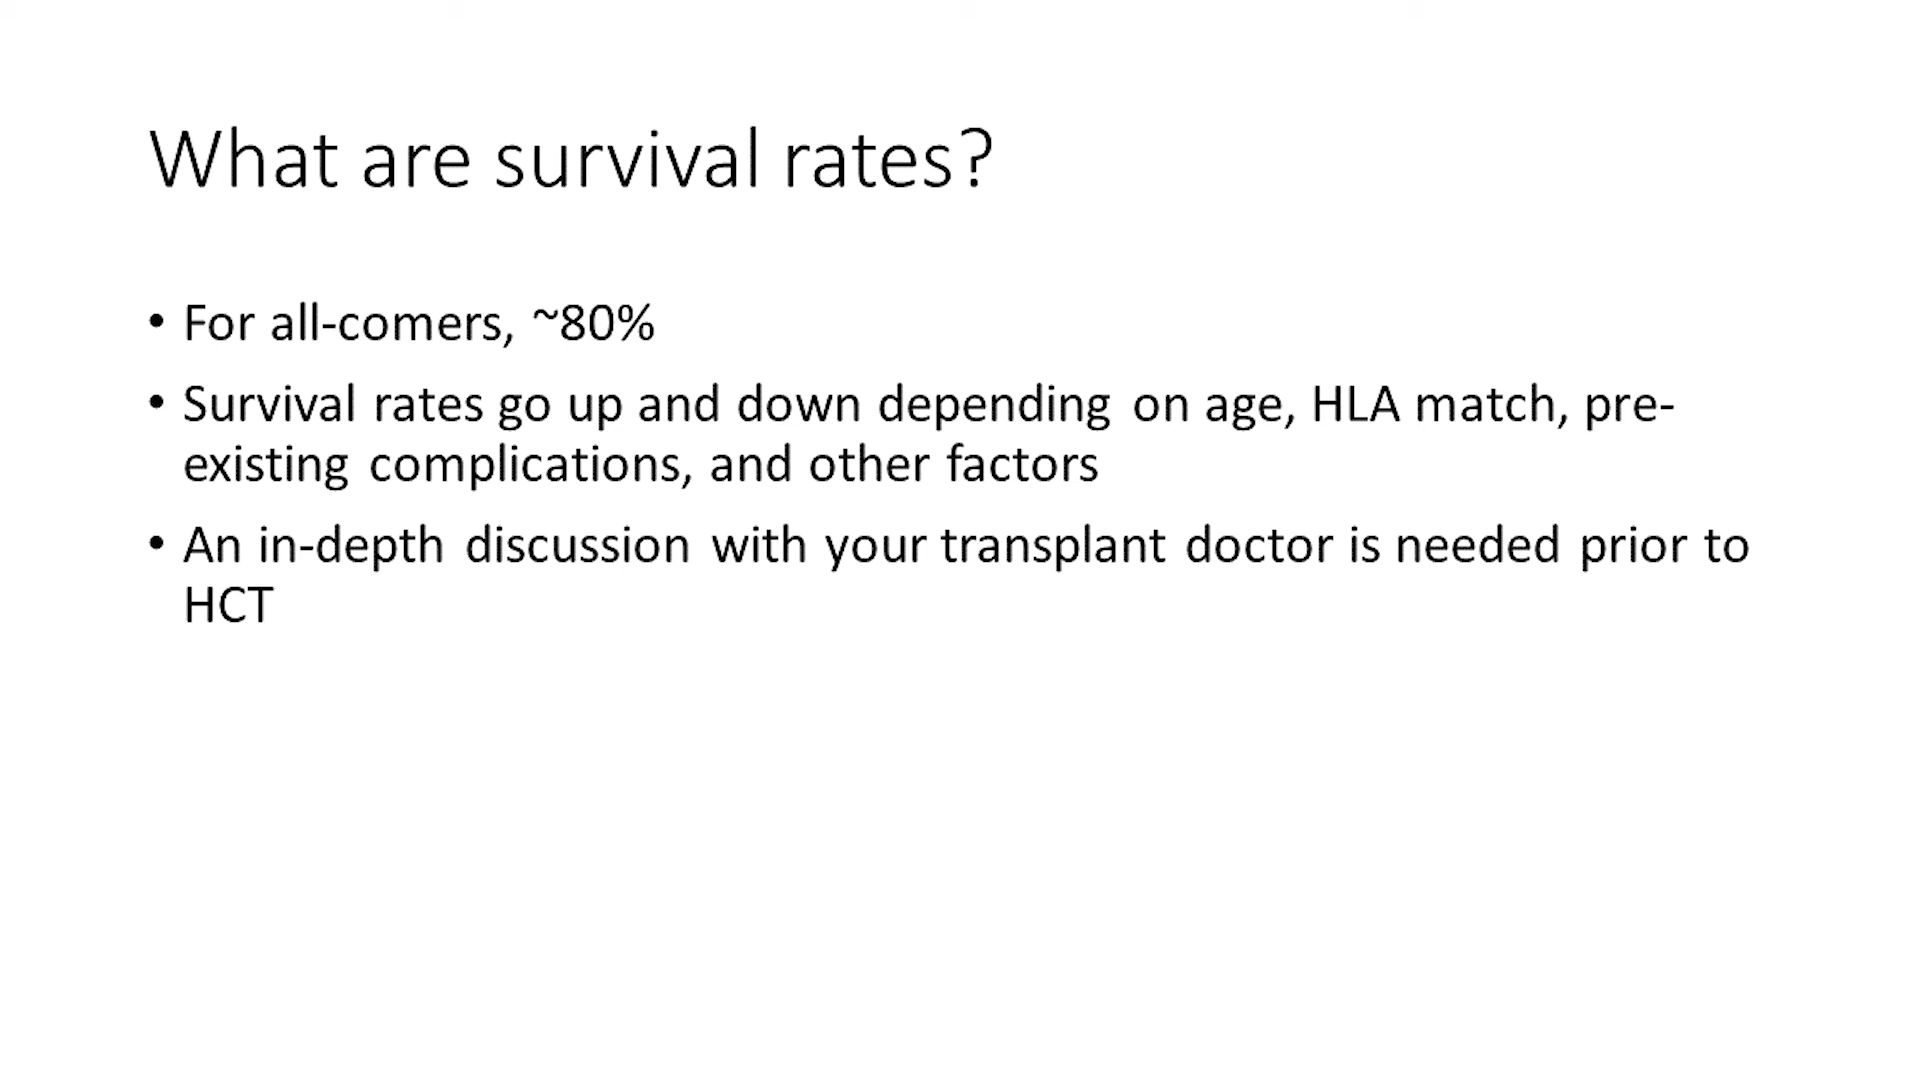 What are survival rates?
• For all-comers, ~80%
• Survival rates go up and down depending on age, HLA match, pre-
existing complications, and other factors
• An in-depth discussion with your transplant doctor is needed prior to
HCT